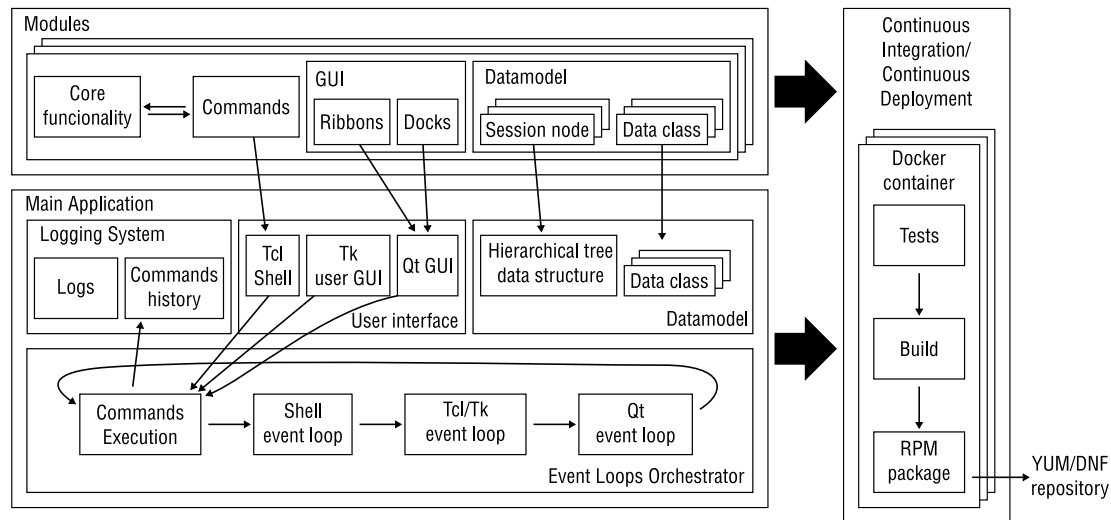 Modules
Core
funcionality
Commands
GUI
Ribbons
Docks
Datamodel
Session node
Data class
Main Application
Logging System
Logs
Commands
history
Tcl
Shell
Tk
user GUI
Qt GUI
User interface
Hierarchical tree
data structure
Data class
Datamodel
Commands
Execution
Shell
event loop
Tcl/Tk
event loop
Qt
event loop
Event Loops Orchestrator
Continuous
Integration/
Continuous
Deployment
Docker
container
Tests
Build
RPM
package
YUM/DNF
repository